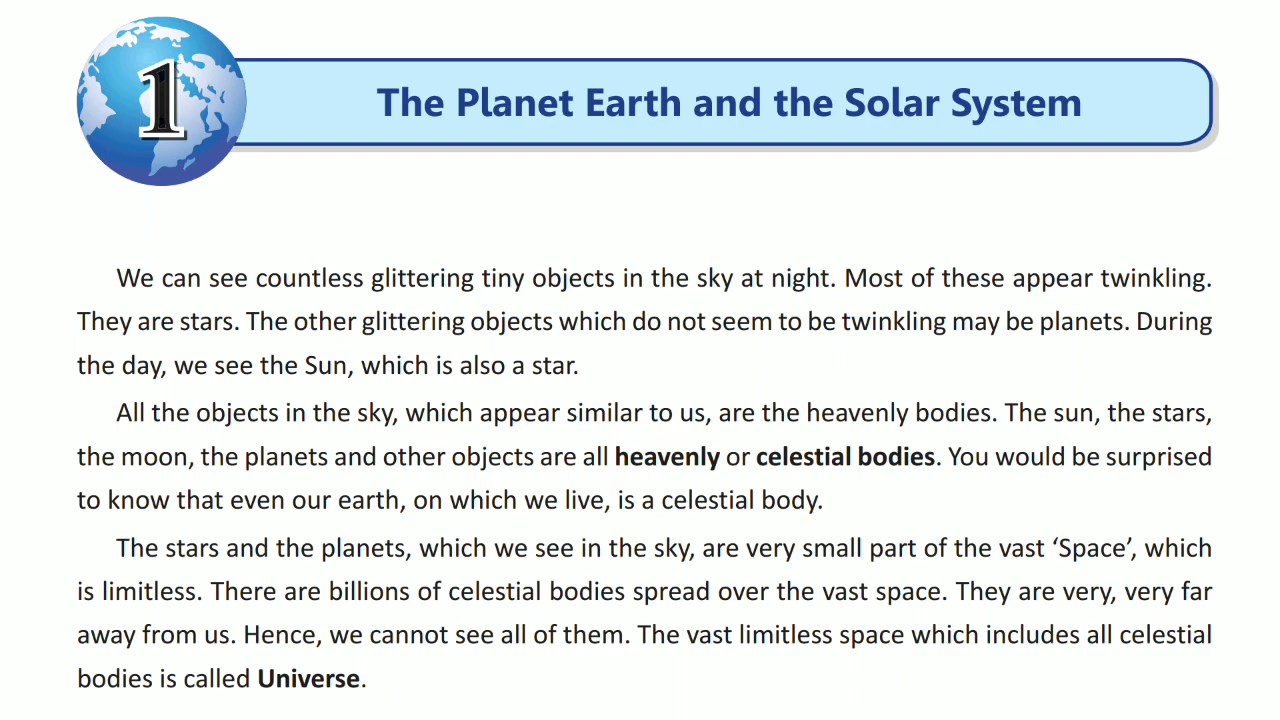 1
The Planet Earth and the Solar System
We can see countless glittering tiny objects in the sky at night. Most of these appear twinkling.
They are stars. The other glittering objects which do not seem to be twinkling may be planets. During
the day, we see the Sun, which is also a star.
All the objects in the sky, which appear similar to us, are the heavenly bodies. The sun, the stars,
the moon, the planets and other objects are all heavenly or celestial bodies. You would be surprised
to know that even our earth, on which we live, is a celestial body.
The stars and the planets, which we see in the sky, are very small part of the vast ‘Space’, which
is limitless. There are billions of celestial bodies spread over the vast space. They are very, very far
away from us. Hence, we cannot see all of them. The vast limitless space which includes all celestial
bodies is called Universe.